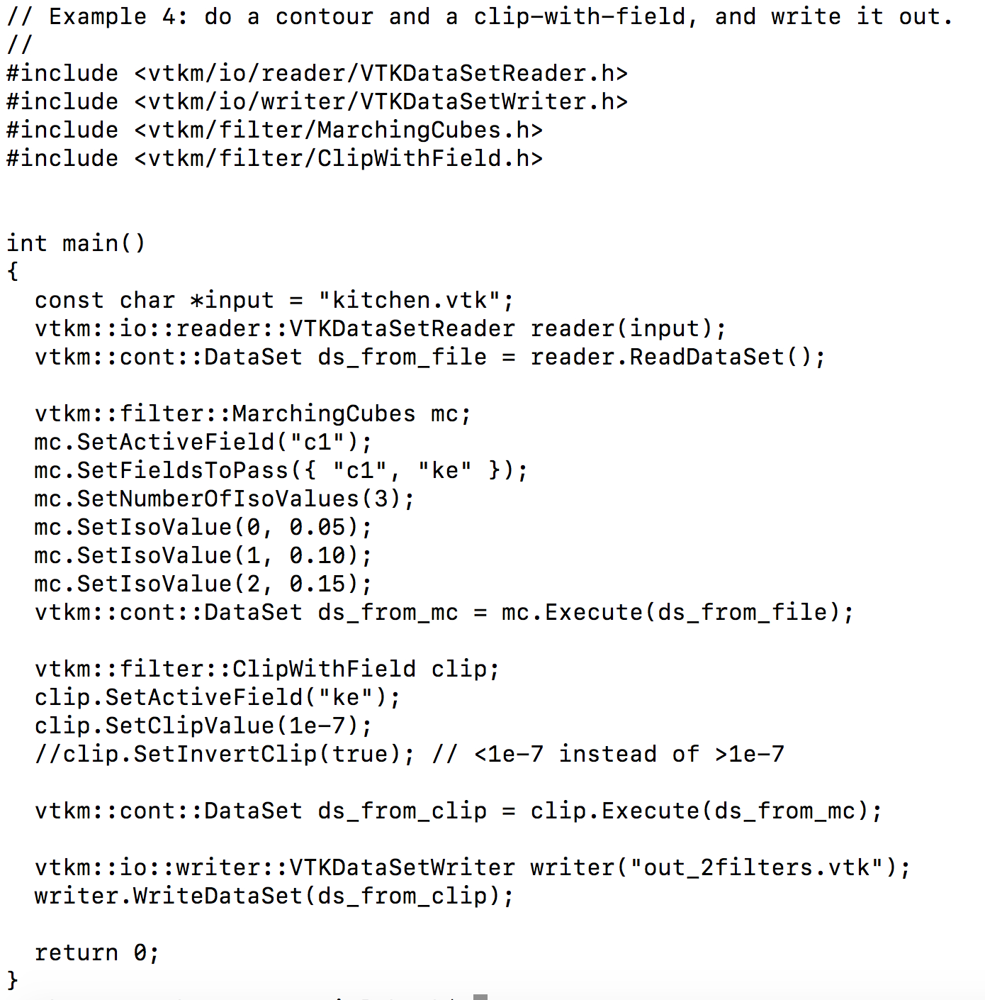 // Example 4: do a contour and a clip-with-field, and write it out.
//
#include <vtkm/io/reader/VTKDataSetReader.h>
#include <vtkm/io/writer/VTKDataSetWriter.h>
#include <vtkm/filter/MarchingCubes.h>
#include <vtkm/filter/ClipWithField.h>
int main()
{
const char *input = "kitchen.vtk";
vtkm::io::reader::VTKDataSetReader reader(input);
vtkm::cont::DataSet ds_from_file = reader.ReadDataSet();
vtkm::filter::MarchingCubes mc;
mc.SetActiveField("c1");
mc.SetFieldsToPass({ "c1", "ke" });
mc.SetNumberOfIsoValues(3);
mc.SetIsoValue(0, 0.05);
mc.SetIsoValue(1, 0.10);
mc.SetIsoValue(2, 0.15);
vtkm::cont::DataSet ds_from_mc = mc.Execute(ds_from_file);
vtkm::filter::ClipWithField clip;
clip.SetActiveField("ke");
clip.SetClipValue(1e-7);
//clip.SetInvertClip(true); // <1e-7 instead of >1e-7
vtkm::cont::DataSet ds_from_clip = clip.Execute(ds_from_mc);
vtkm::io::writer::VTKDataSetWriter writer("out_2filters.vtk");
writer.WriteDataSet(ds_from_clip);
return 0;
}